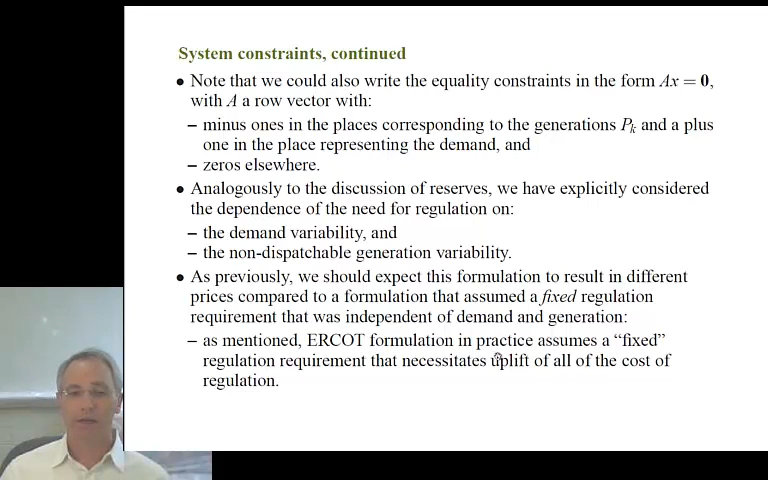 System constraints, continued
• Note that we could also write the equality constraints in the form Ax = 0,
with A a row vector with:
– minus ones in the places corresponding to the generations Pk and a plus
one in the place representing the demand, and
– zeros elsewhere.
• Analogously to the discussion of reserves, we have explicitly considered
the dependence of the need for regulation on:
– the demand variability, and
– the non-dispatchable generation variability.
• As previously, we should expect this formulation to result in different
prices compared to a formulation that assumed a fixed regulation
requirement that was independent of demand and generation:
– as mentioned, ERCOT formulation in practice assumes a “fixed”
regulation requirement that necessitates uplift of all of the cost of
regulation.